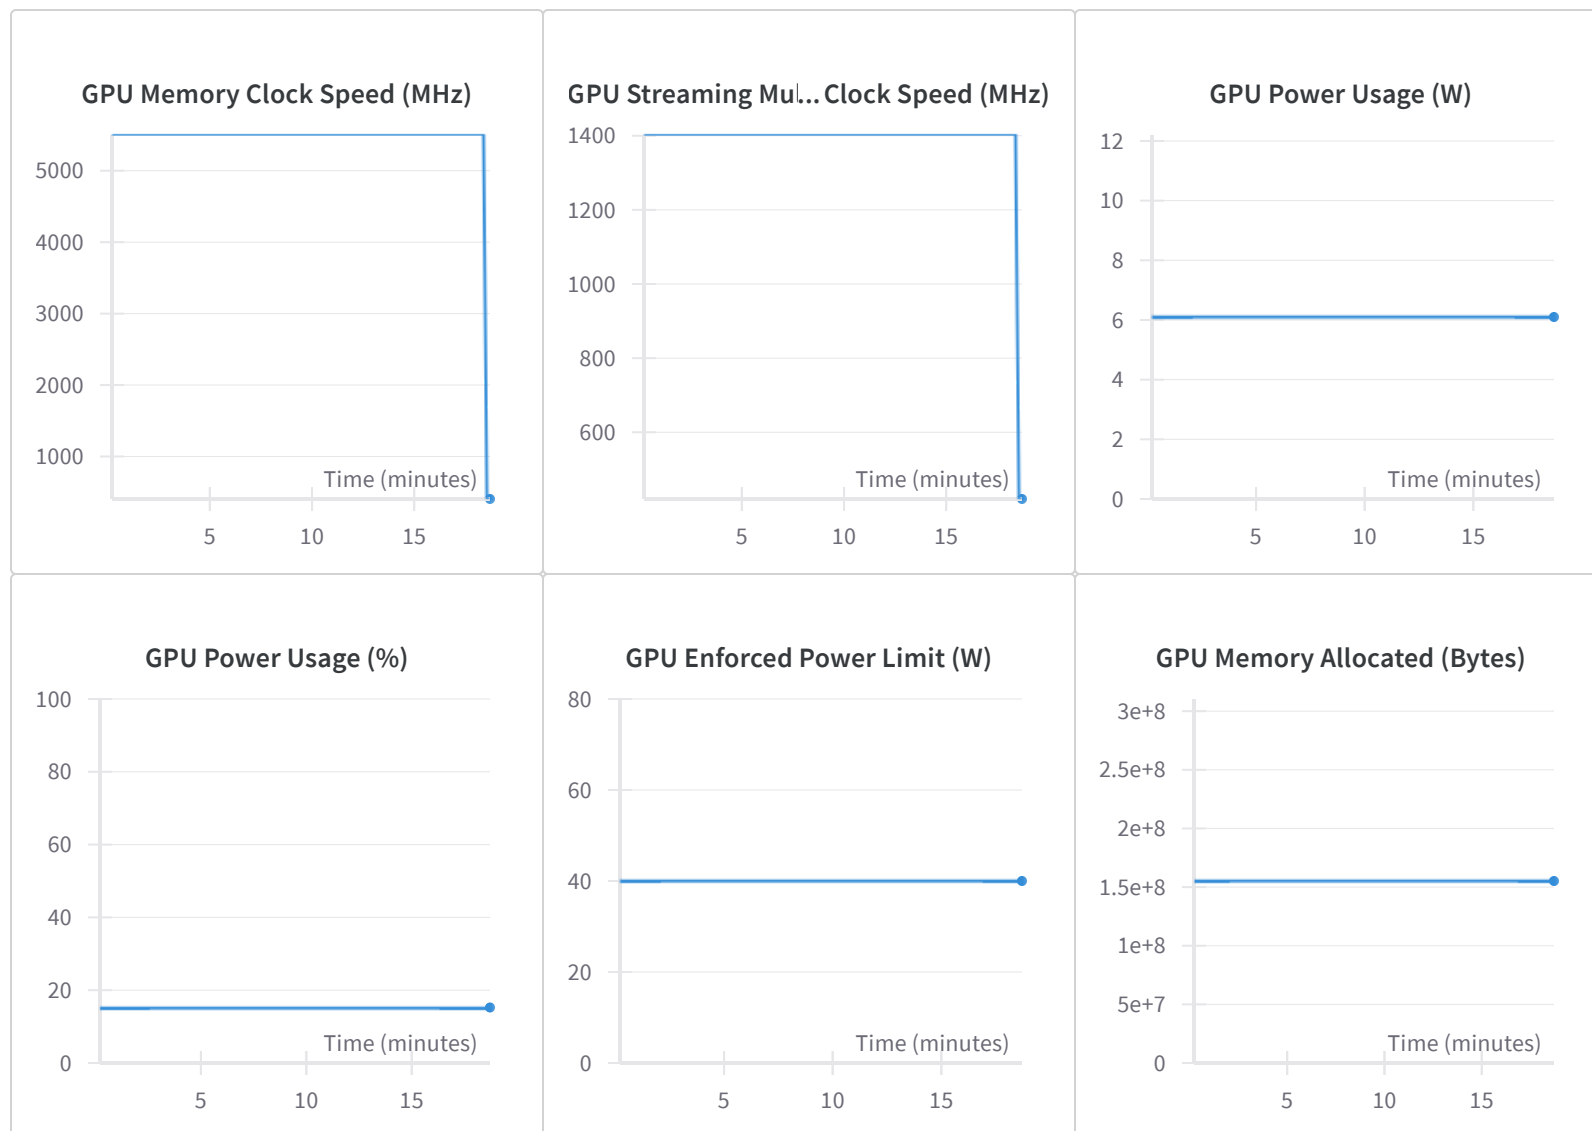 GPU Memory Clock Speed (MHz)
5000
4000
3000
2000
1000
Time (minutes)
5 10 15
GPU Streaming Mul... Clock Speed (MHz)
1400
1200
1000
800
600
Time (minutes)
5 10 15
GPU Power Usage (W)
12
10
8
6
4
2
0
Time (minutes)
5 10 15
GPU Power Usage (%)
100
80
60
40
20
0
Time (minutes)
5 10 15
GPU Enforced Power Limit (W)
80
60
40
20
0
Time (minutes)
5 10 15
GPU Memory Allocated (Bytes)
3e+8
2.5e+8
2e+8
1.5e+8
1e+8
5e+7
0
Time (minutes)
5 10 15